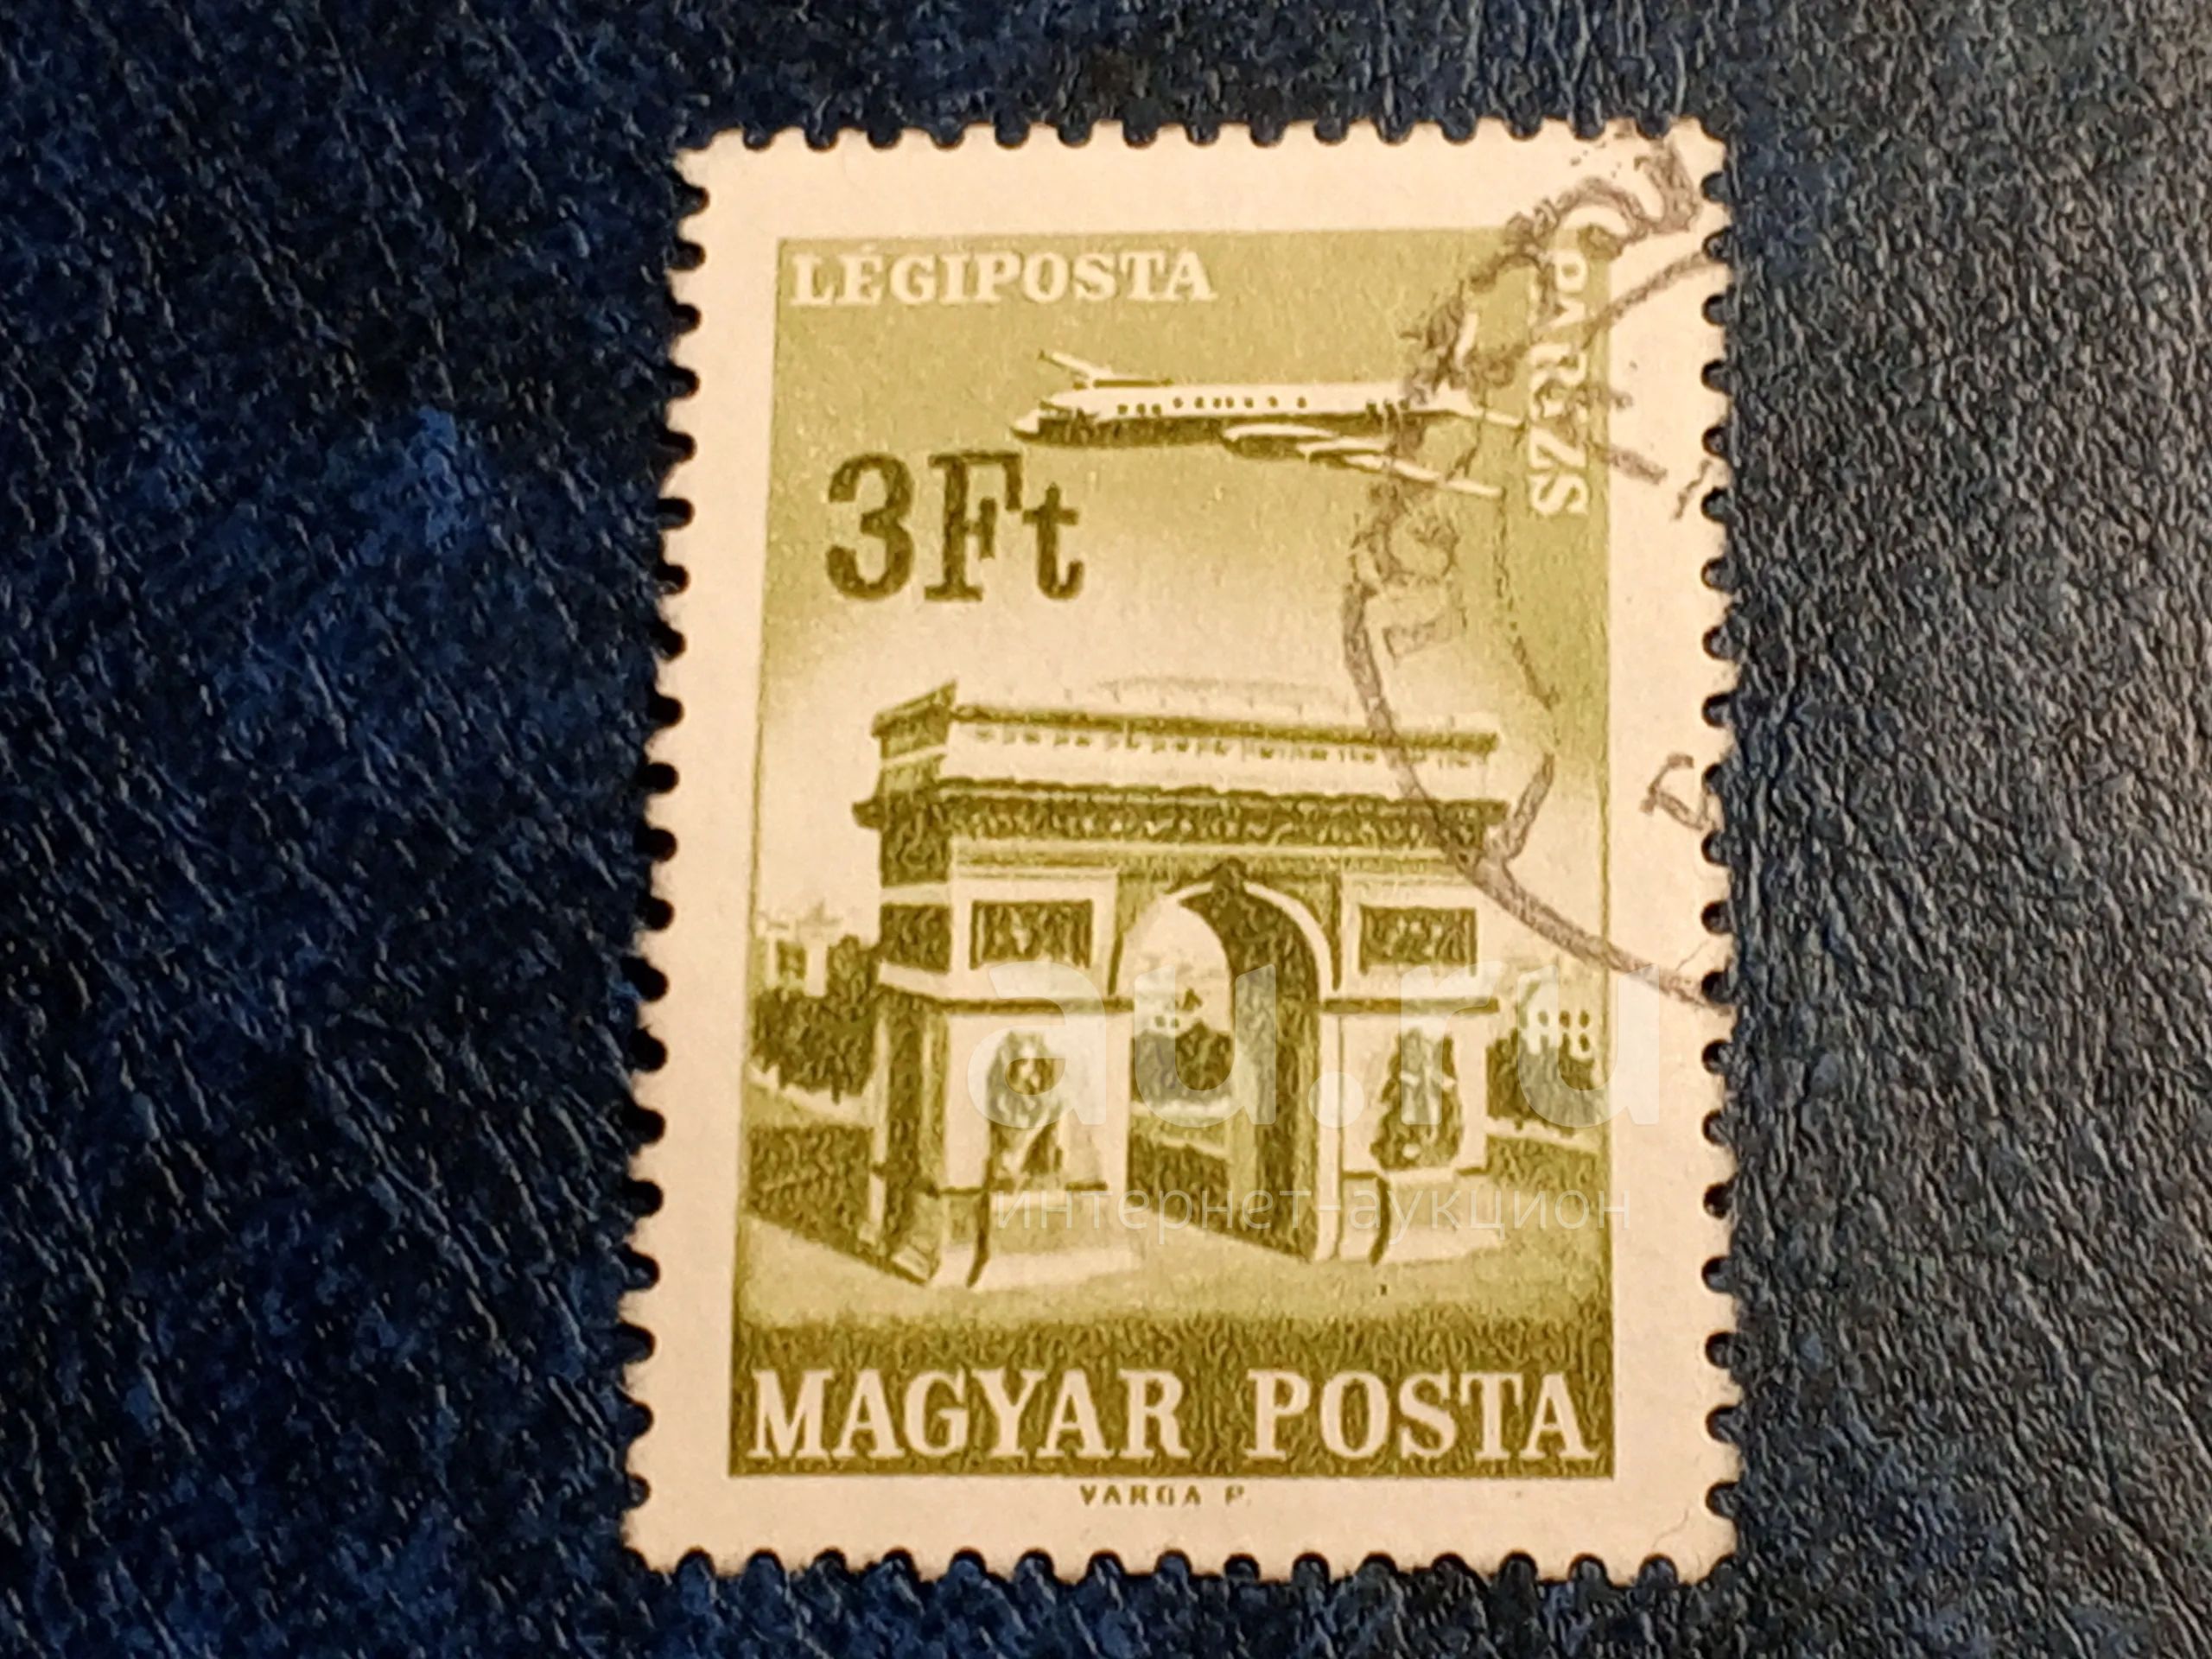 LÉGIPOSTA
PÁRIZS
3Ft
au.ru
интернет-аукцион
MAGYAR POSTA
VARGA P.